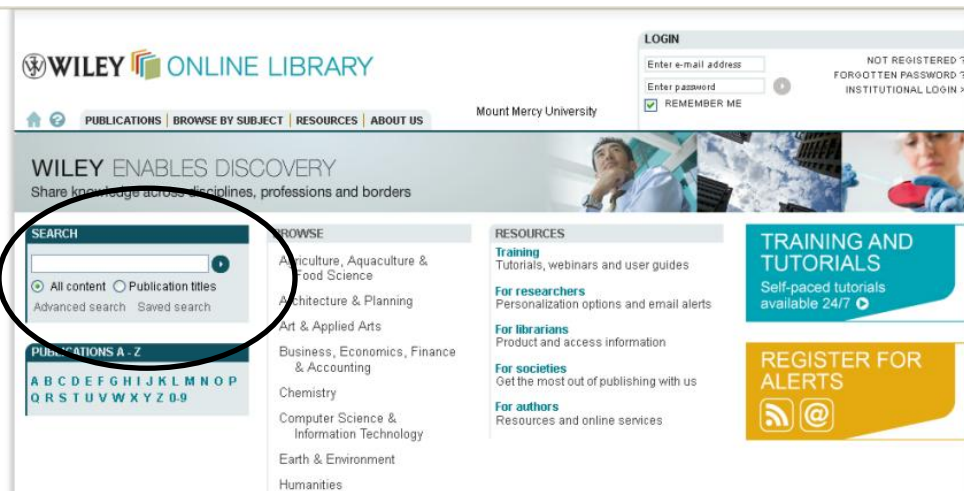 WILEY ONLINE LIBRARY
LOGIN
Enter e-mail address
Enter password
REMEMBER ME
NOT REGISTERED ?
FORGOTTEN PASSWORD ?
INSTITUTIONAL LOGIN >
PUBLICATIONS | BROWSE BY SUBJECT | RESOURCES | ABOUT US
Mount Mercy University
WILEY ENABLES DISCOVERY
Share knowledge across disciplines, professions and borders
SEARCH
All content Publication titles
Advanced search Saved search
PUBLICATIONS A - Z
A B C D E F G H I J K L M N O P
Q R S T U V W X Y Z 0-9
BROWSE
Agriculture, Aquaculture &
Food Science
Architecture & Planning
Art & Applied Arts
Business, Economics, Finance
& Accounting
Chemistry
Computer Science &
Information Technology
Earth & Environment
Humanities
RESOURCES
Training
Tutorials, webinars and user guides
For researchers
Personalization options and email alerts
For librarians
Product and access information
For societies
Get the most out of publishing with us
For authors
Resources and online services
TRAINING AND
TUTORIALS
Self-paced tutorials
available 24/7
REGISTER FOR
ALERTS
@